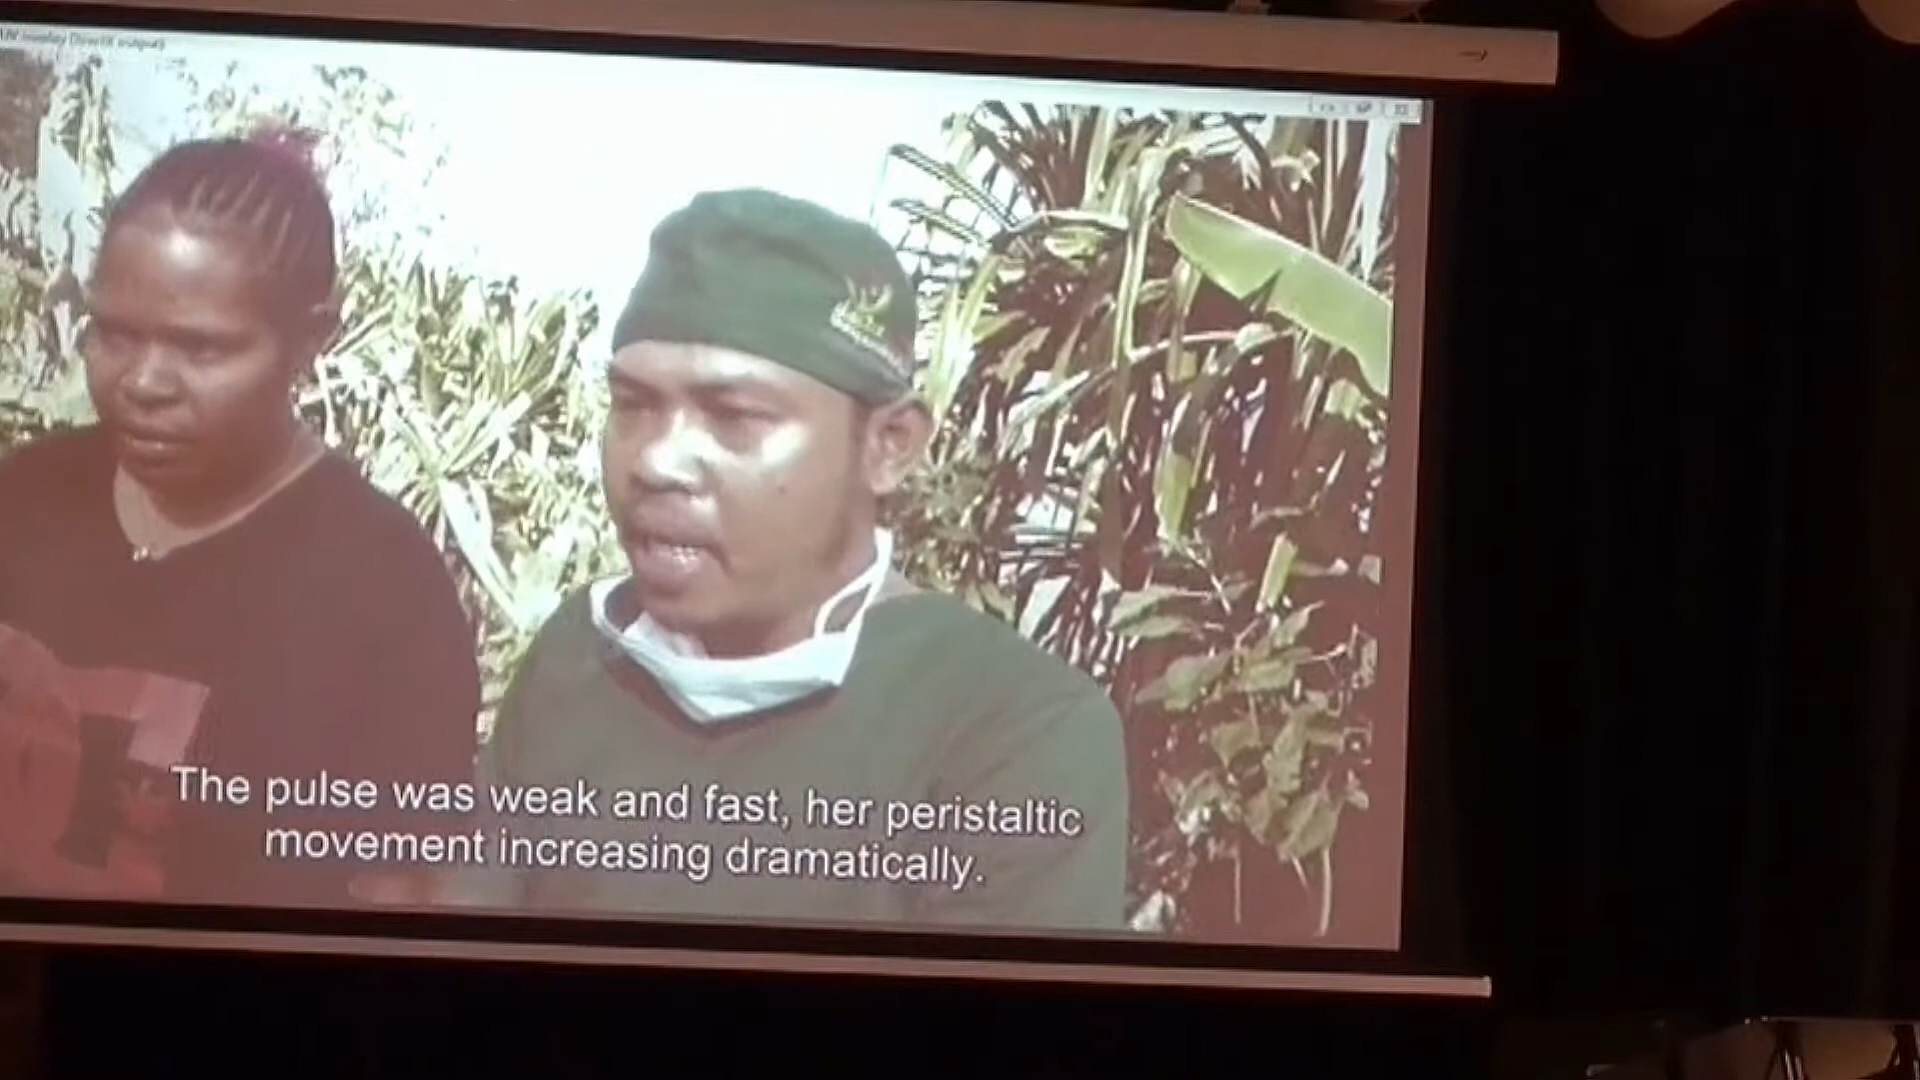 The pulse was weak and fast, her peristaltic
movement increasing dramatically.